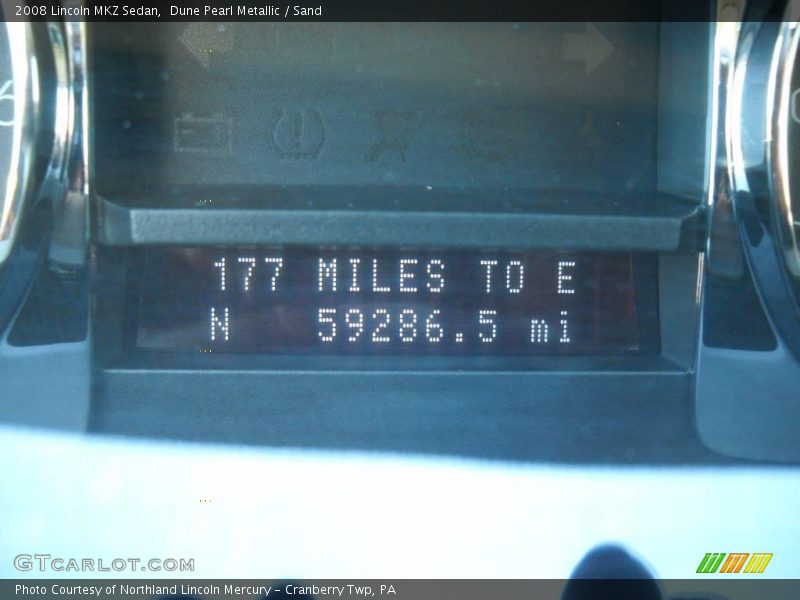 2008 Lincoln MKZ Sedan,  Dune Pearl Metallic / Sand
177 MILES TO E
N 59286.5 mi
GTCARLOT.COM
Photo Courtesy of Northland Lincoln Mercury - Cranberry Twp, PA